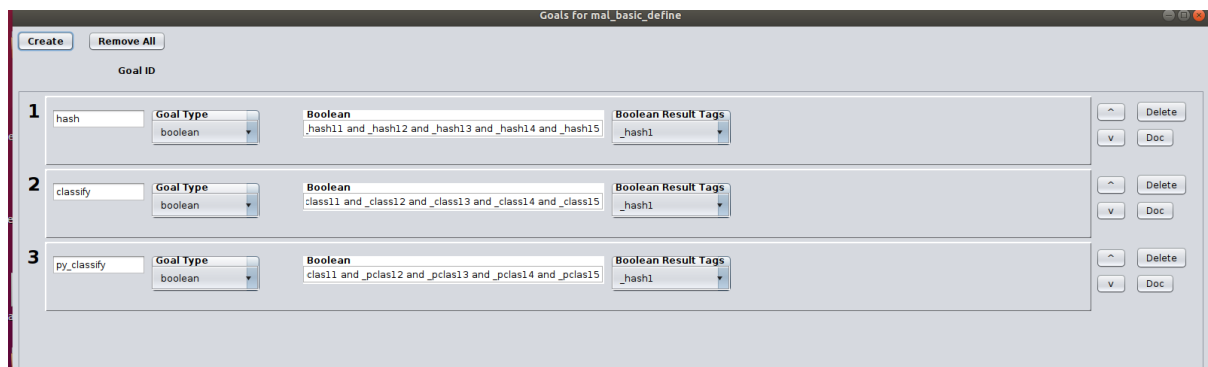 Goals for mal_basic_define
Create Remove All
Goal ID
1 hash Goal Type boolean Boolean _hash11 and _hash12 and _hash13 and _hash14 and _hash15 Boolean Result Tags _hash1 ^ Delete
v Doc
2 classify Goal Type boolean Boolean class11 and _class12 and _class13 and _class14 and _class15 Boolean Result Tags _hash1 ^ Delete
v Doc
3 py_classify Goal Type boolean Boolean clas11 and _pclas12 and _pclas13 and _pclas14 and _pclas15 Boolean Result Tags _hash1 ^ Delete
v Doc